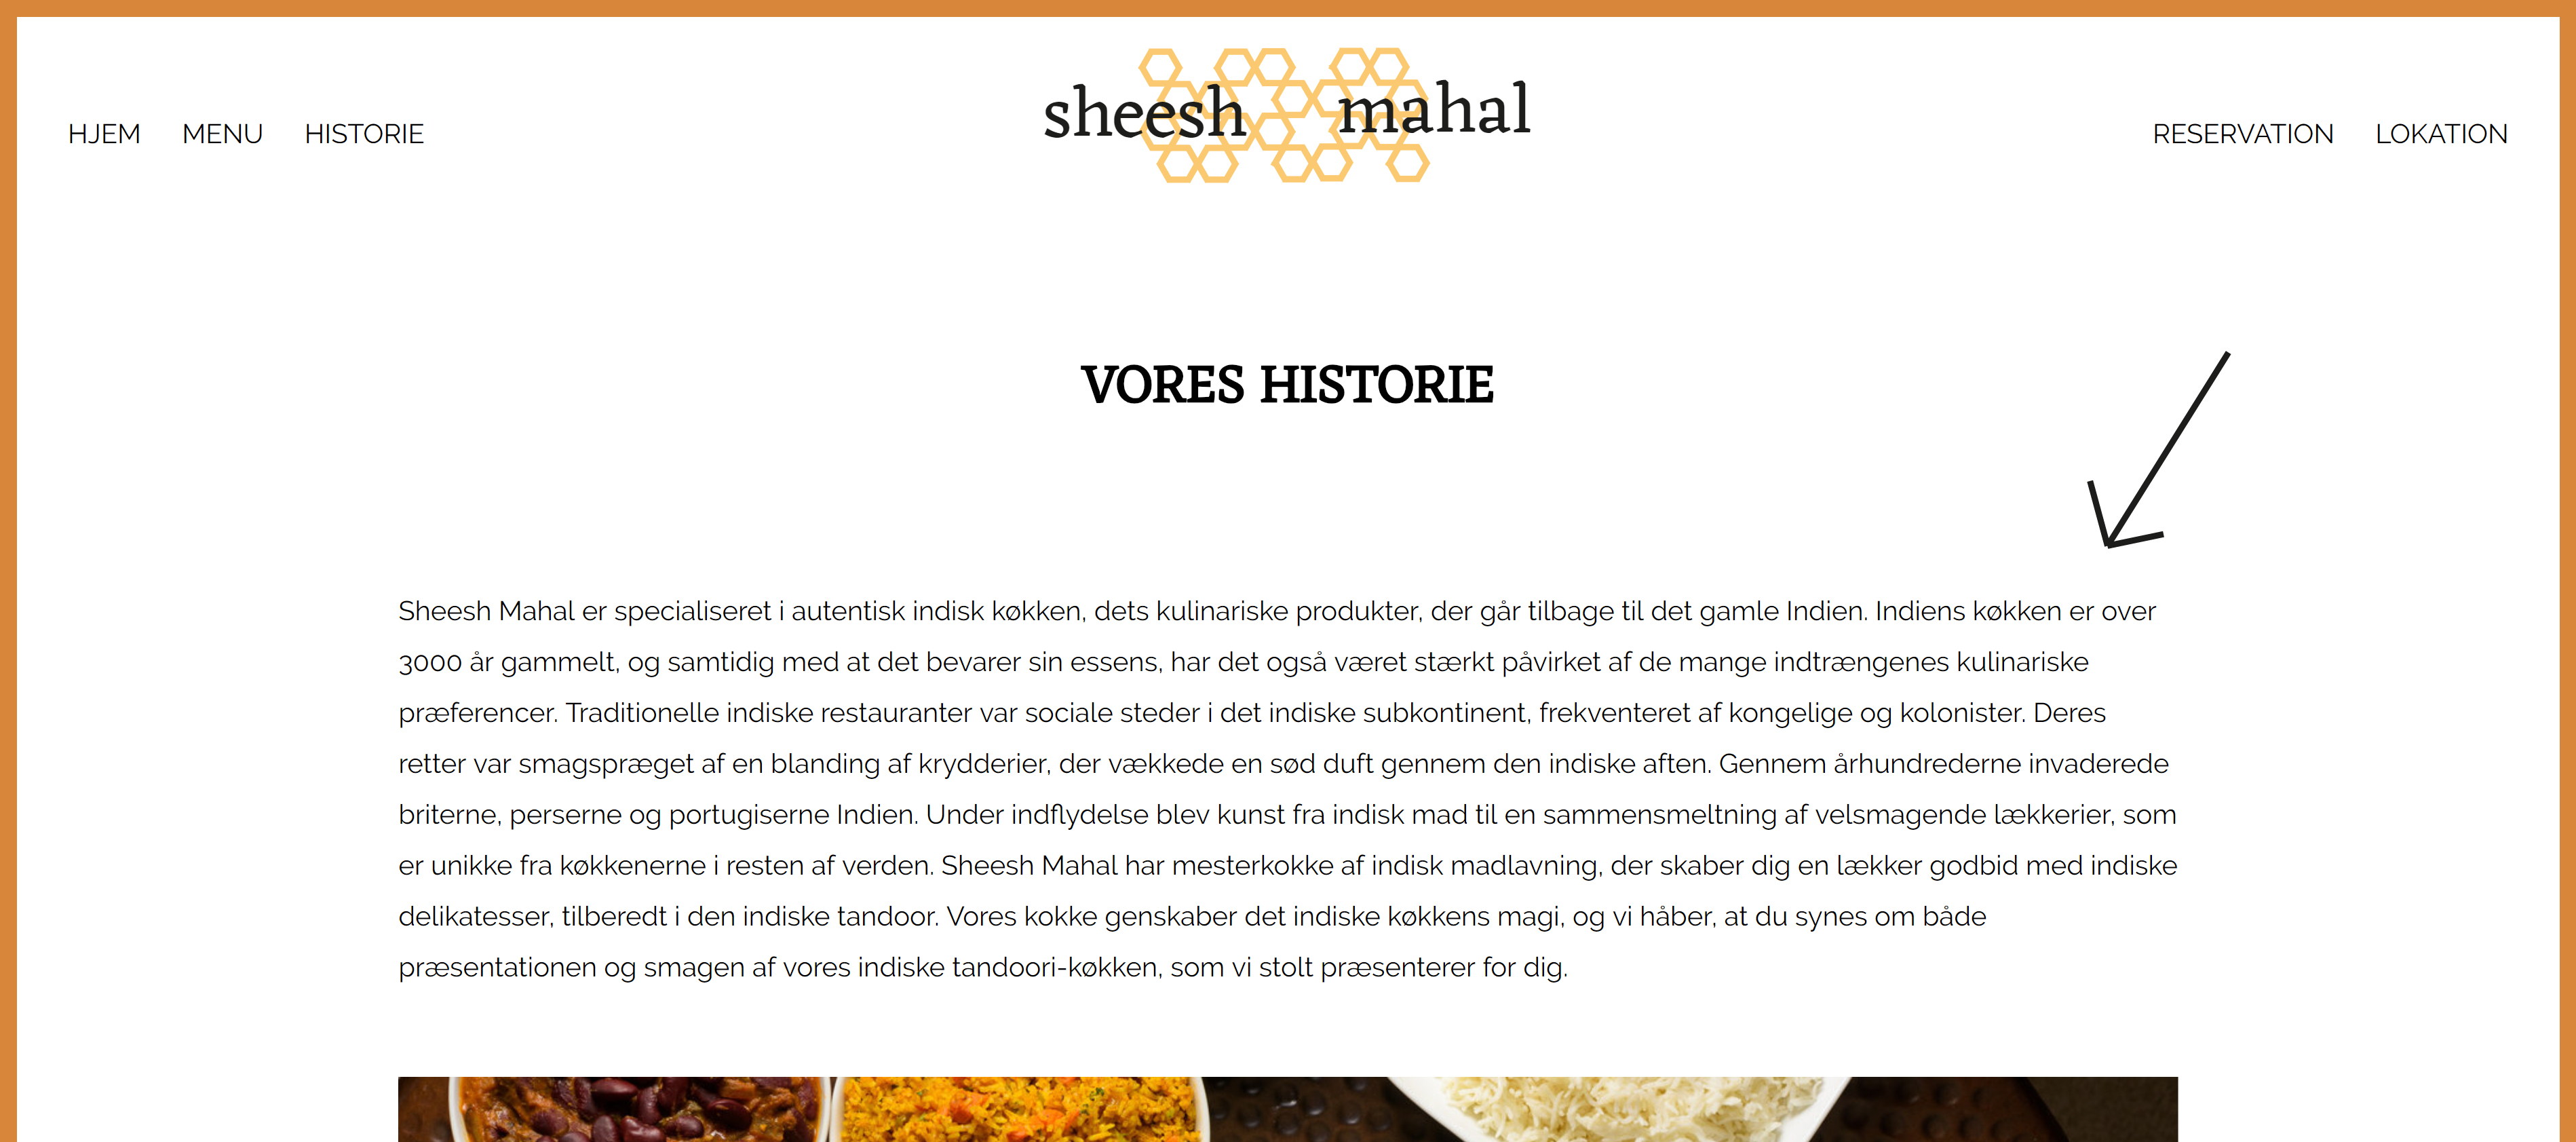 HJEM MENU HISTORIE
sheesh mahal
RESERVATION LOKATION
VORES HISTORIE
Sheesh Mahal er specialiseret i autentisk indisk køkken, dets kulinariske produkter, der går tilbage til det gamle Indien. Indiens køkken er over
3000 år gammelt, og samtidig med at det bevarer sin essens, har det også været stærkt påvirket af de mange indtrængenes kulinariske
præferencer. Traditionelle indiske restauranter var sociale steder i det indiske subkontinent, frekventeret af kongelige og kolonister. Deres
retter var smagspræget af en blanding af krydderier, der vækkede en sød duft gennem den indiske aften. Gennem århundrederne invaderede
briterne, perserne og portugiserne Indien. Under indflydelse blev kunst fra indisk mad til en sammensmeltning af velsmagende lækkerier, som
er unikke fra køkkenerne i resten af verden. Sheesh Mahal har mesterkokke af indisk madlavning, der skaber dig en lækker godbid med indiske
delikatesser, tilberedt i den indiske tandoor. Vores kokke genskaber det indiske køkkens magi, og vi håber, at du synes om både
præsentationen og smagen af vores indiske tandoori-køkken, som vi stolt præsenterer for dig.